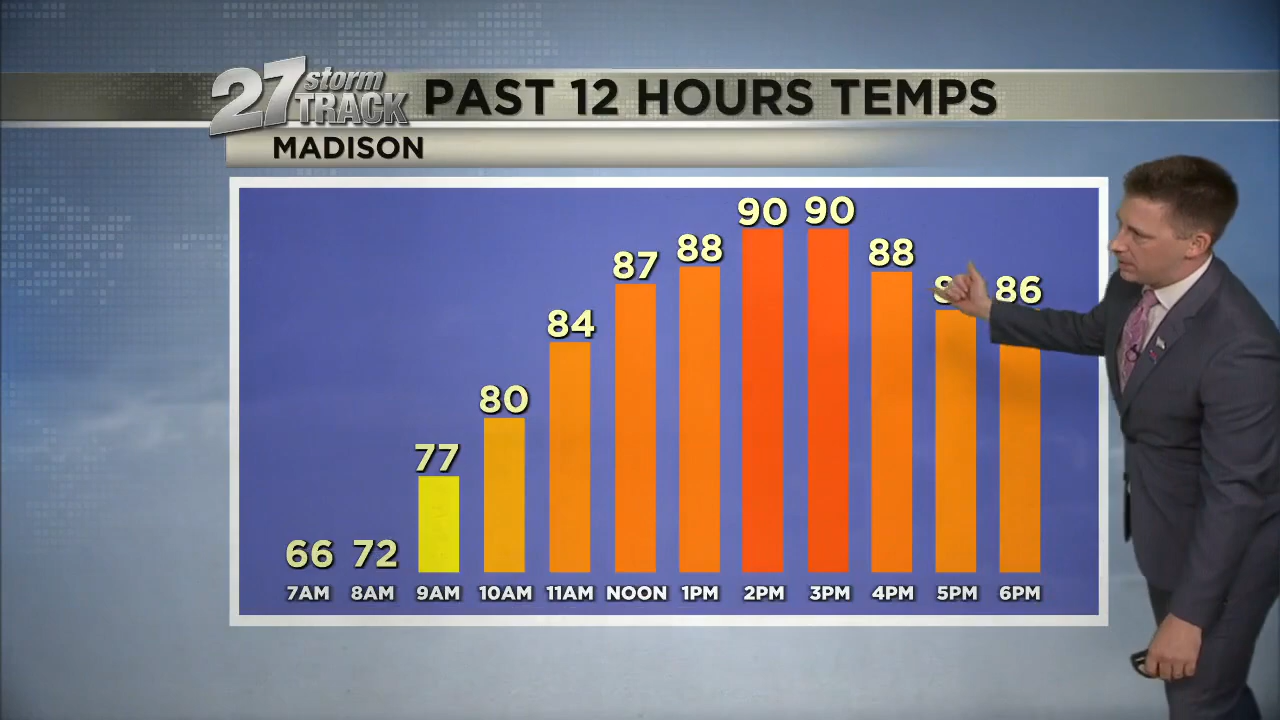 27 storm TRACK
PAST 12 HOURS TEMPS
MADISON
66 72 77 80 84 87 88 90 90 88 86
7AM 8AM 9AM 10AM 11AM NOON 1PM 2PM 3PM 4PM 5PM 6PM